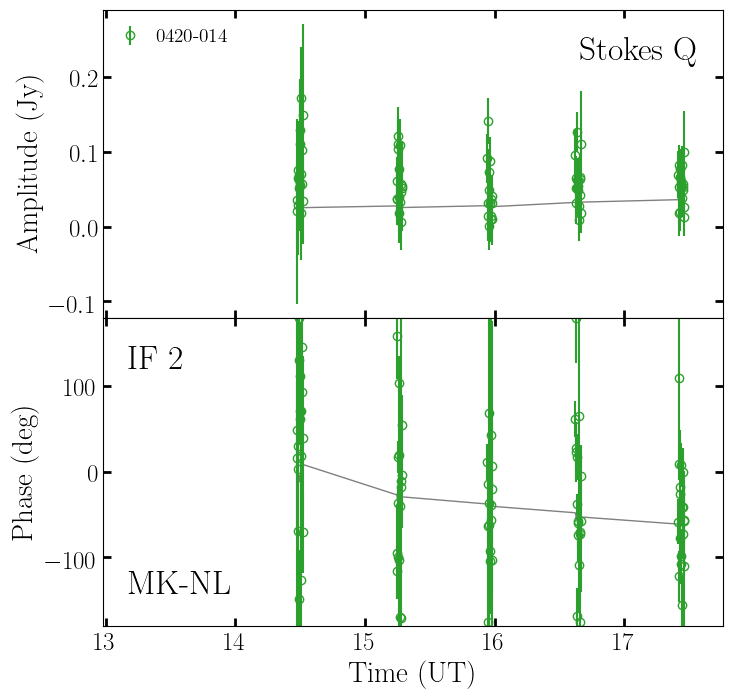 0420-014
Stokes Q
Amplitude (Jy)
0.2
0.1
0.0
−0.1
IF 2
Phase (deg)
100
0
−100
MK-NL
13 14 15 16 17
Time (UT)